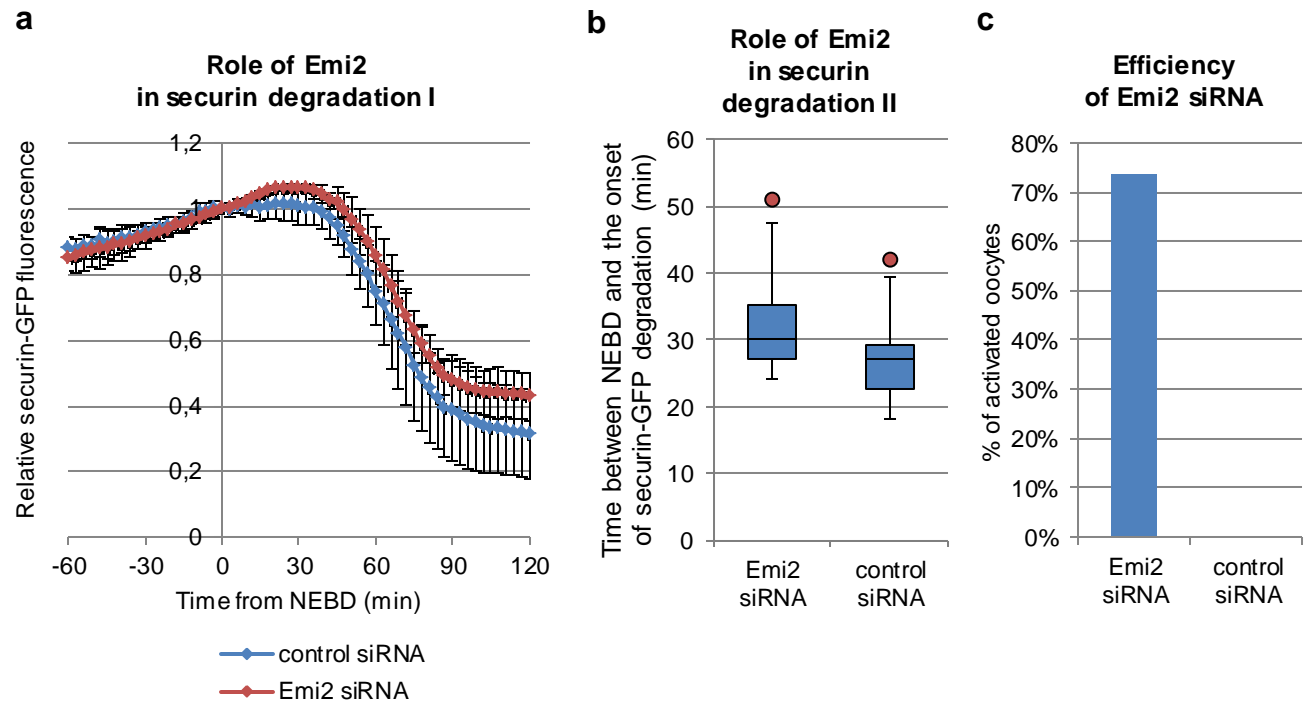 a
Role of Emi2
in securin degradation I
Relative securin-GFP fluorescence
1,2
1
0,8
0,6
0,4
0,2
0
-60
-30
0
30
60
90
120
Time from NEBD (min)
control siRNA
Emi2 siRNA
b
Role of Emi2
in securin
degradation II
Time between NEBD and the onset
of securin-GFP degradation (min)
60
50
40
30
20
10
0
Emi2
siRNA
control
siRNA
c
Efficiency
of Emi2 siRNA
% of activated oocytes
80%
70%
60%
50%
40%
30%
20%
10%
0%
Emi2
siRNA
control
siRNA